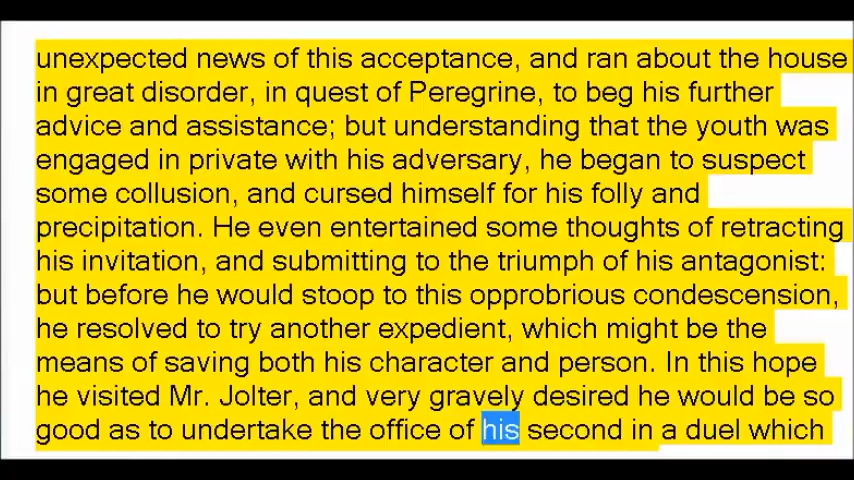 unexpected news of this acceptance, and ran about the house
in great disorder, in quest of Peregrine, to beg his further
advice and assistance; but understanding that the youth was
engaged in private with his adversary, he began to suspect
some collusion, and cursed himself for his folly and
precipitation. He even entertained some thoughts of retracting
his invitation, and submitting to the triumph of his antagonist:
but before he would stoop to this opprobrious condescension,
he resolved to try another expedient, which might be the
means of saving both his character and person. In this hope
he visited Mr. Jolter, and very gravely desired he would be so
good as to undertake the office of his second in a duel which